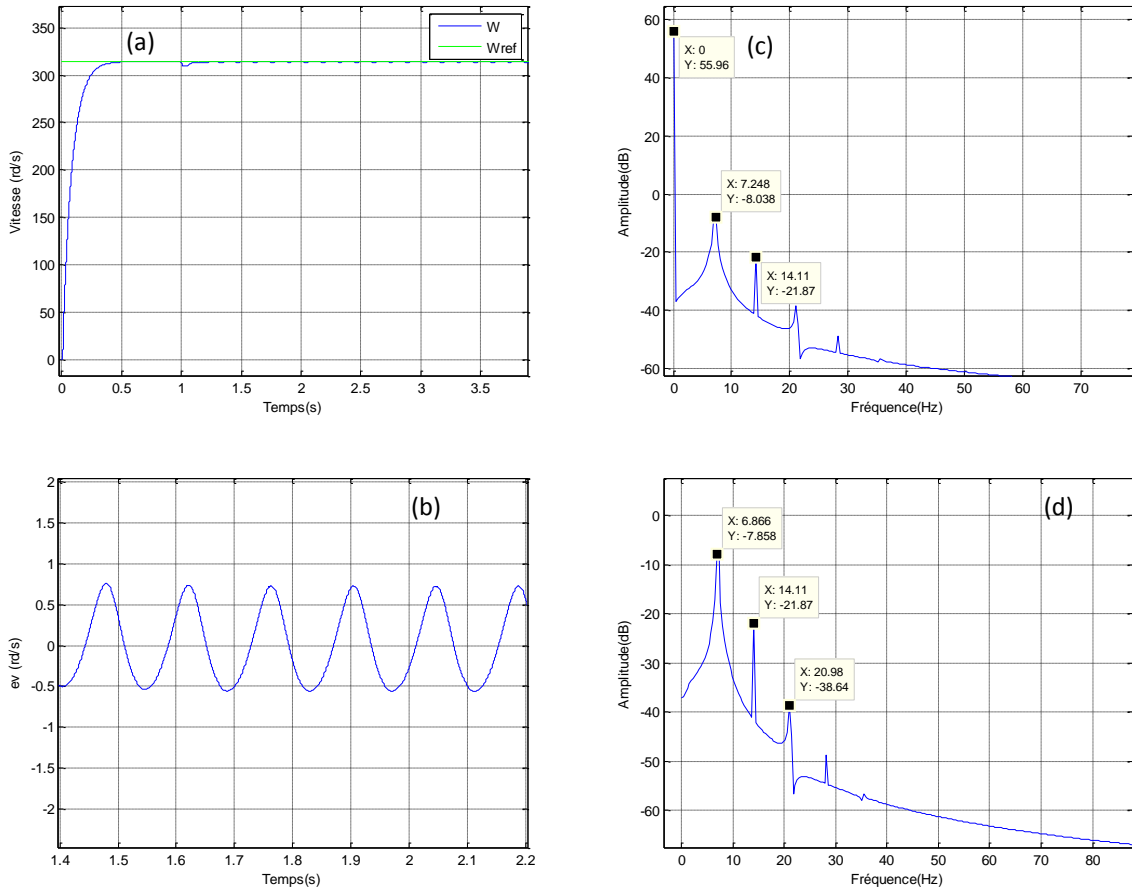 (a)
W
Wref
Vitesse (rd/s)
350
300
250
200
150
100
50
0
0
0.5
1
1.5
2
2.5
3
3.5
Temps(s)
(c)
X: 0
Y: 55.96
X: 7.248
Y: -8.038
X: 14.11
Y: -21.87
Amplitude(dB)
60
40
20
0
-20
-40
-60
0
10
20
30
40
50
60
70
Fréquence(Hz)
(b)
ev (rd/s)
2
1.5
1
0.5
0
-0.5
-1
-1.5
-2
1.4
1.5
1.6
1.7
1.8
1.9
2
2.1
2.2
Temps(s)
(d)
X: 6.866
Y: -7.858
X: 14.11
Y: -21.87
X: 20.98
Y: -38.64
Amplitude(dB)
0
-10
-20
-30
-40
-50
-60
0
10
20
30
40
50
60
70
80
Fréquence(Hz)